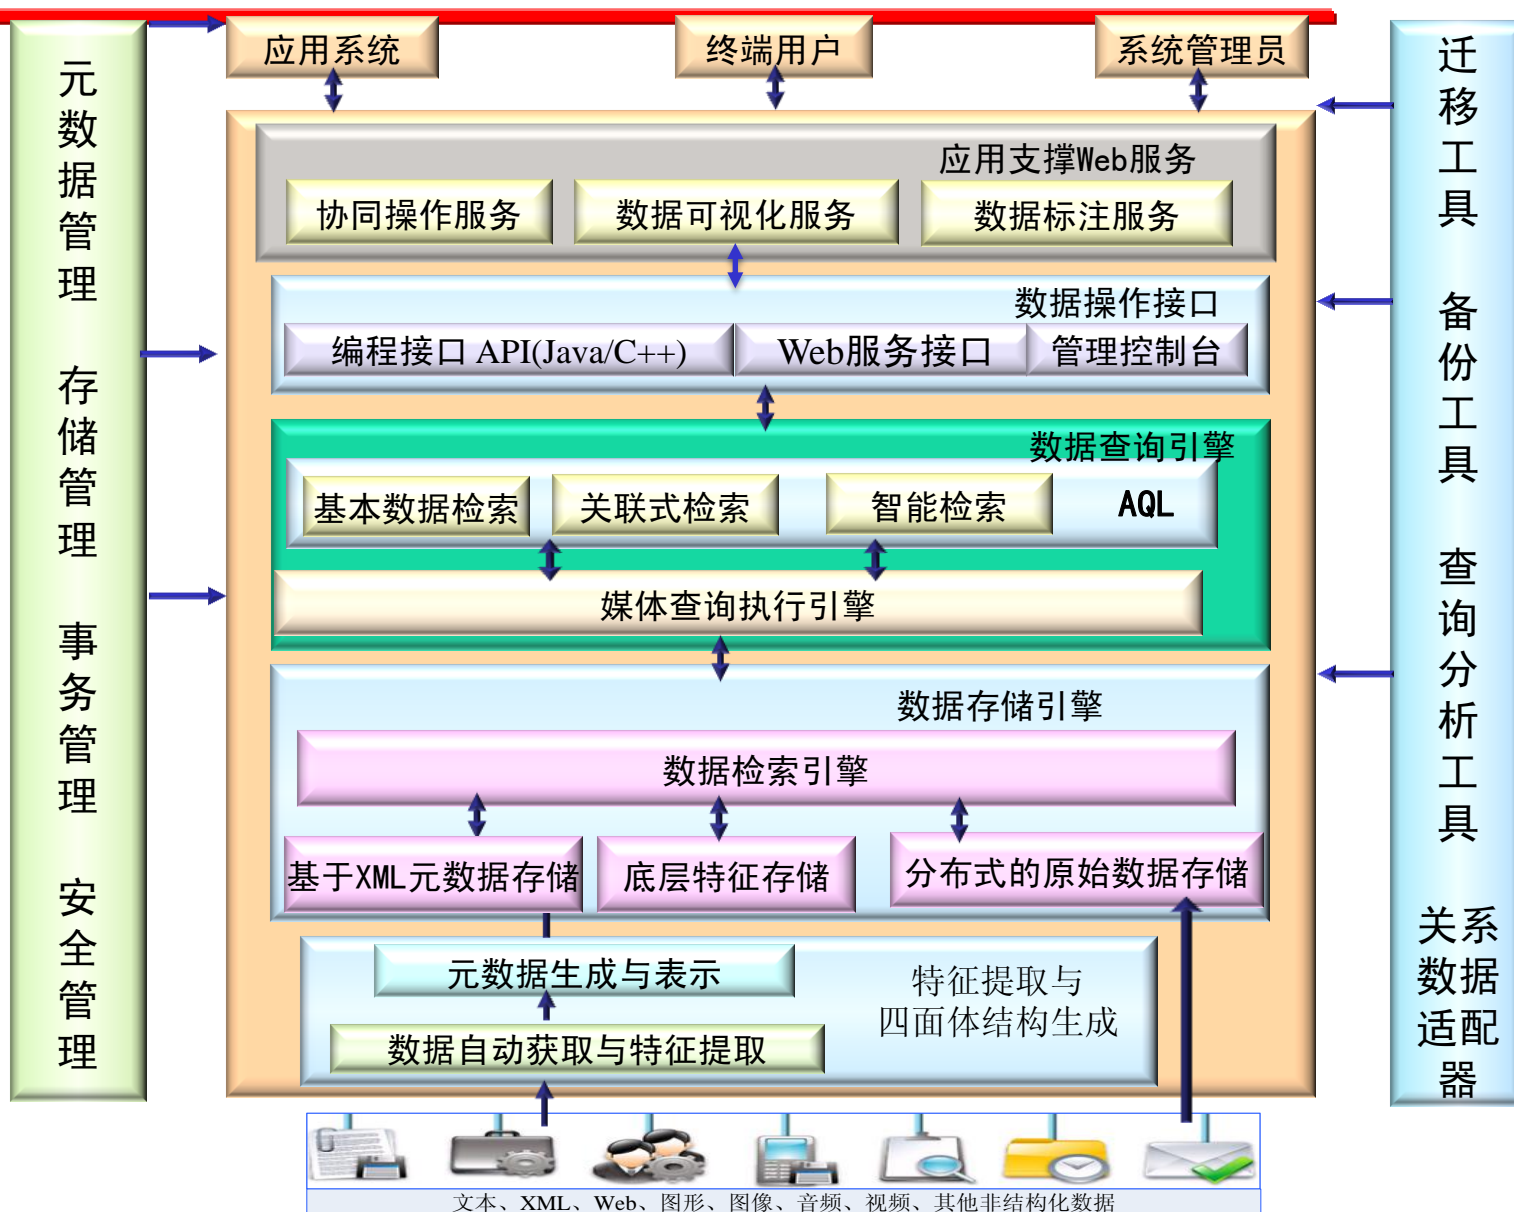 应用系统
终端用户
系统管理员
元数据管理
存储管理
事务管理
安全管理
应用支撑Web服务
协同操作服务
数据可视化服务
数据标注服务
数据操作接口
编程接口 API(Java/C++)
Web服务接口
管理控制台
数据查询引擎
基本数据检索
关联式检索
智能检索
AQL
媒体查询执行引擎
数据存储引擎
数据检索引擎
基于XML元数据存储
底层特征存储
分布式的原始数据存储
元数据生成与表示
特征提取与
四面体结构生成
数据自动获取与特征提取
文本、XML、Web、图形、图像、音频、视频、其他非结构化数据
迁移工具
备份工具
查询分析工具
关系
数据
适配
器